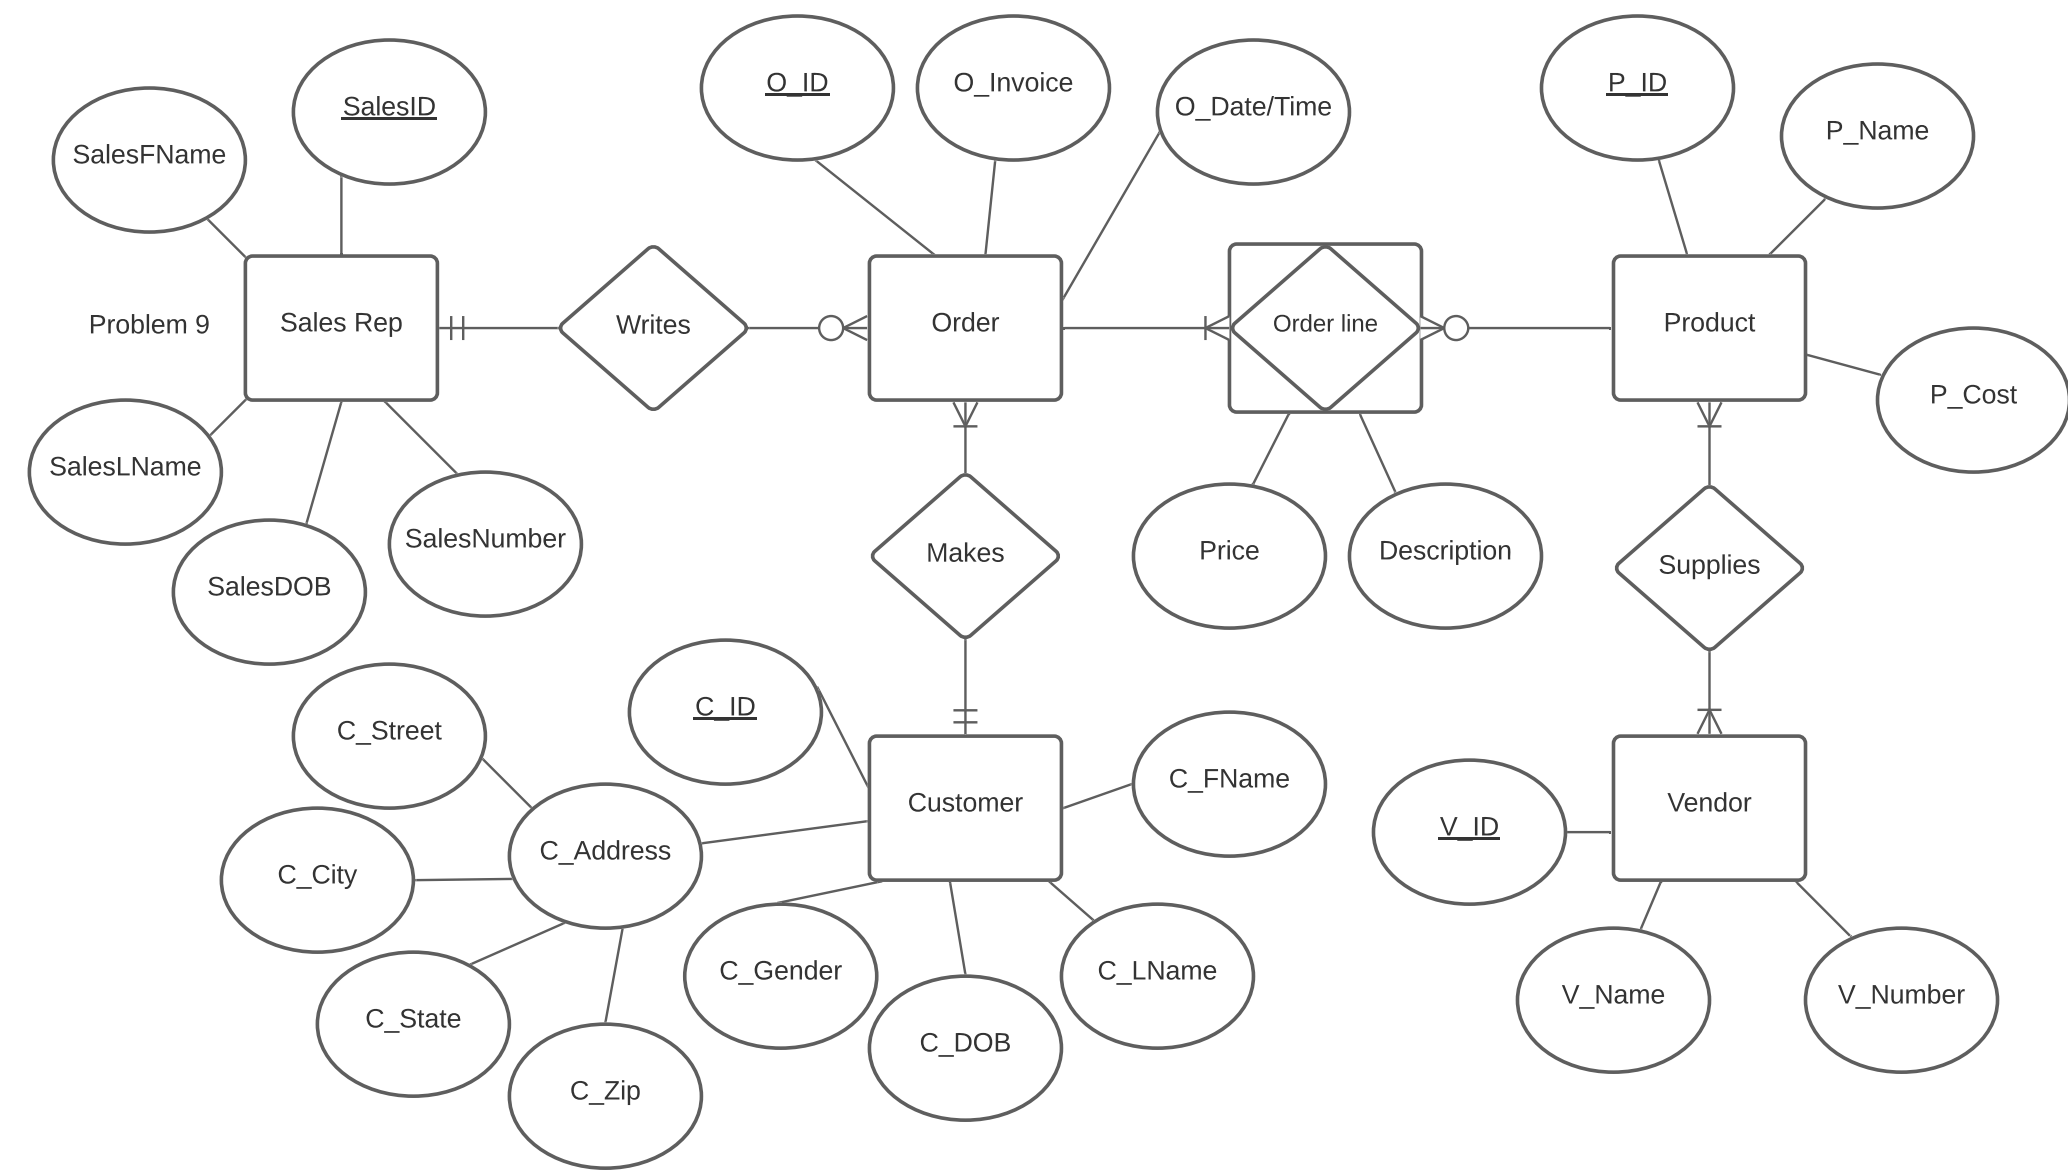 O_ID
O_Invoice
P_ID
SalesID
O_Date/Time
P_Name
SalesFName
Problem 9
Sales Rep
Writes
Order
Order line
Product
P_Cost
SalesLName
SalesNumber
Makes
Price
Description
Supplies
SalesDOB
C_ID
C_Street
C_FName
Customer
Vendor
V_ID
C_Address
C_City
C_Gender
C_LName
V_Name
V_Number
C_State
C_DOB
C_Zip